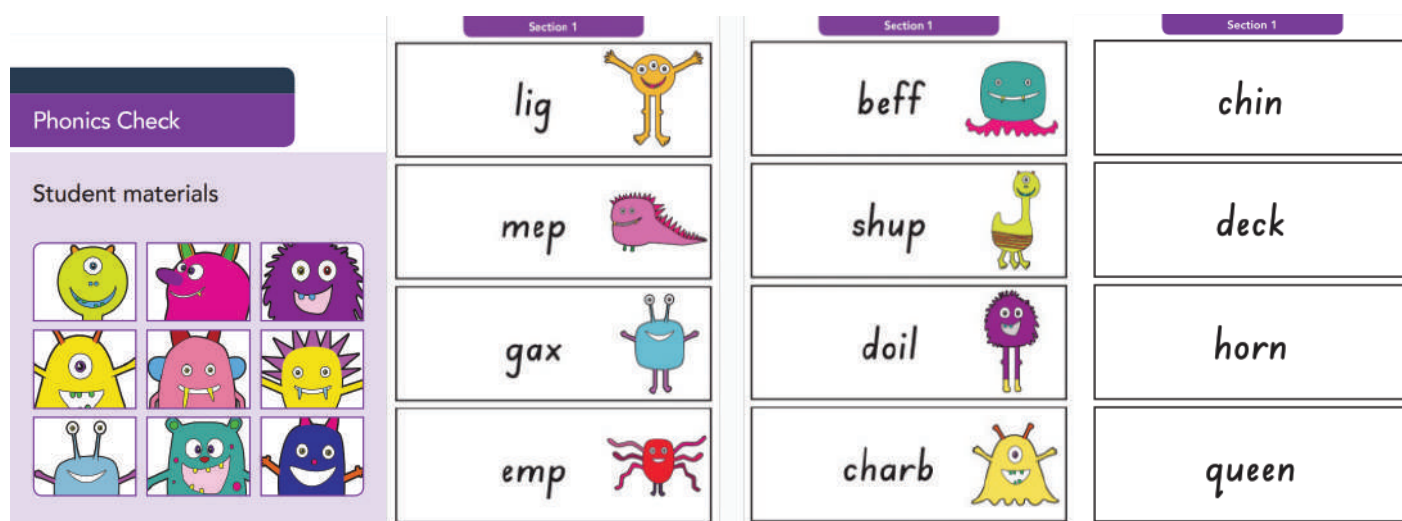 Phonics Check
Student materials
Section 1
lig
mep
gax
emp
Section 1
beff
shup
doil
charb
Section 1
chin
deck
horn
queen